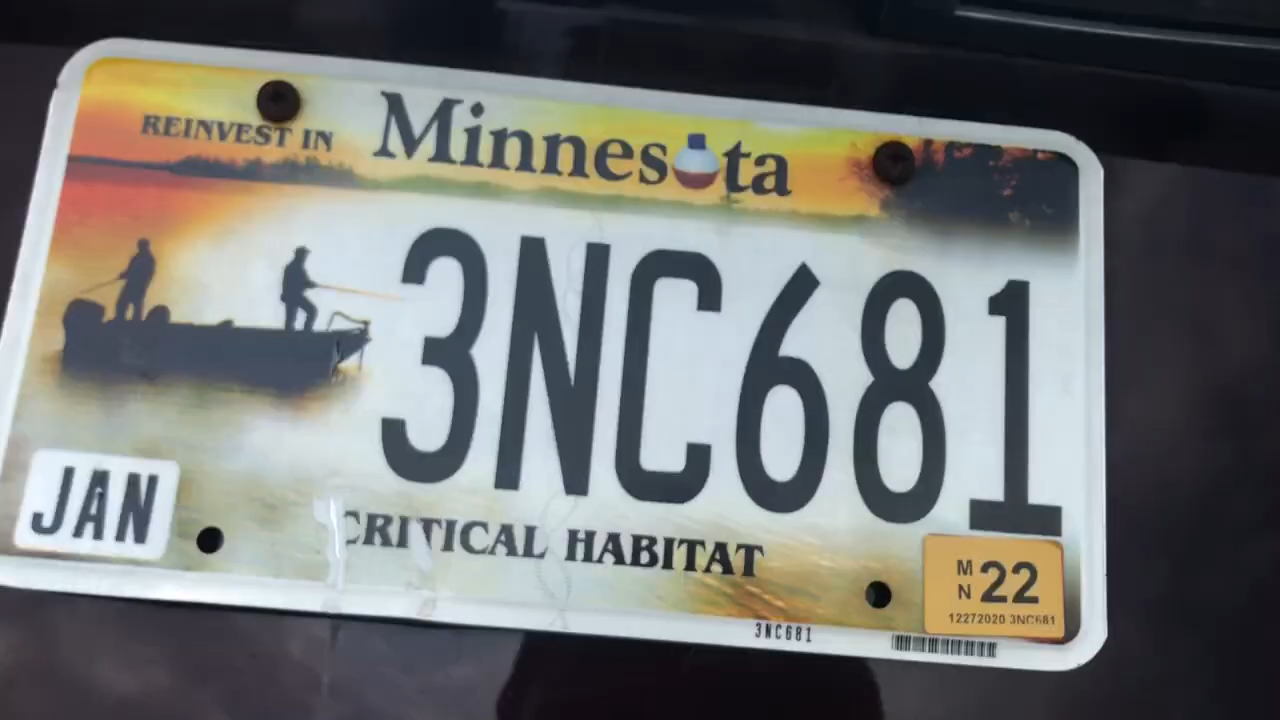 REINVEST IN Minnesota
3NC681
JAN
CRITICAL HABITAT
MN 22
12272020 3NC681
3NC681